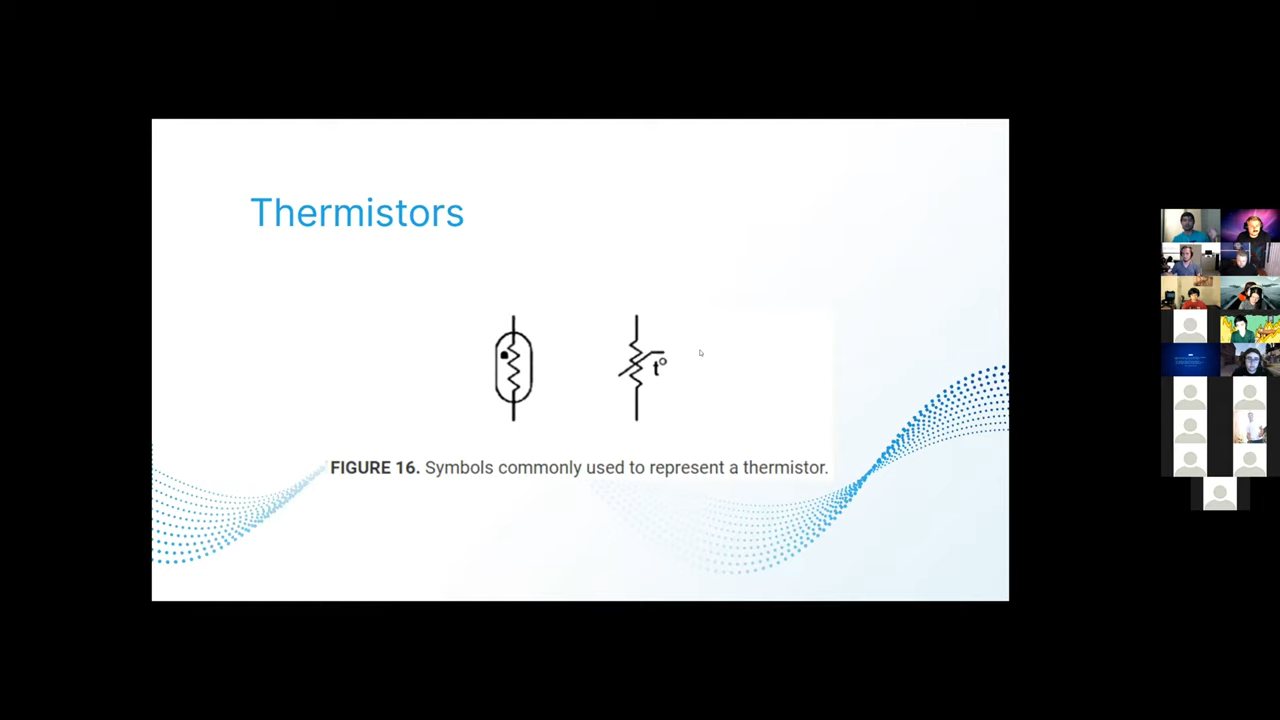 Thermistors
t°
FIGURE 16. Symbols commonly used to represent a thermistor.